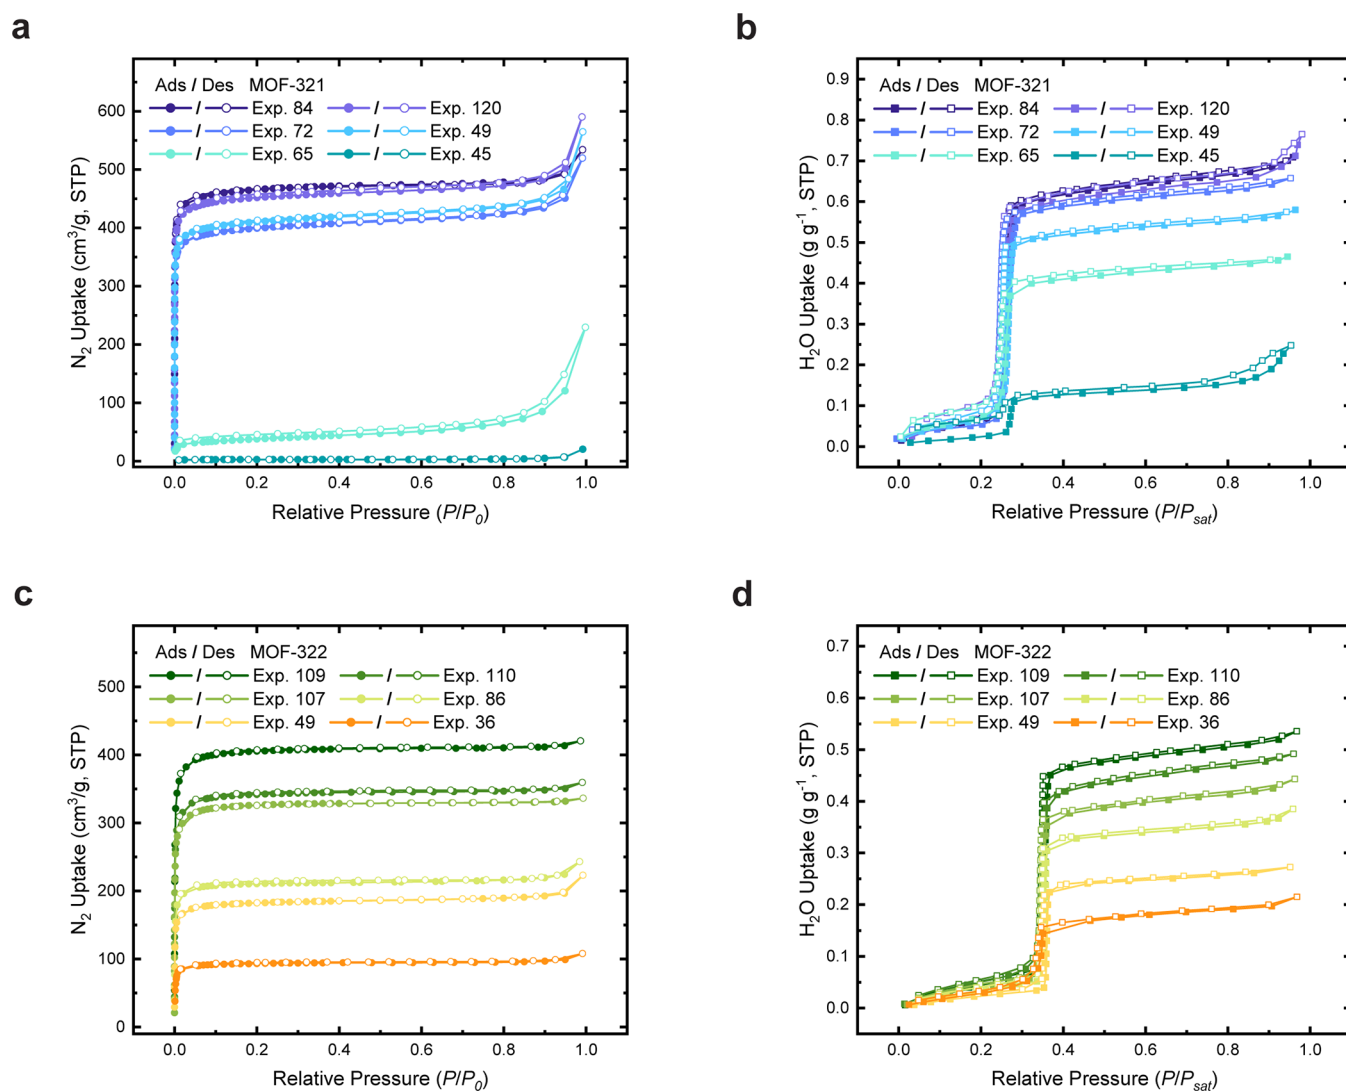 a
Ads / Des MOF-321
/ Exp. 84 / Exp. 120
/ Exp. 72 / Exp. 49
/ Exp. 65 / Exp. 45
N2 Uptake (cm³/g, STP)
600
500
400
300
200
100
0
0.0 0.2 0.4 0.6 0.8 1.0
Relative Pressure (P/P0)
b
Ads / Des MOF-321
/ Exp. 84 / Exp. 120
/ Exp. 72 / Exp. 49
/ Exp. 65 / Exp. 45
H2O Uptake (g g⁻¹, STP)
0.9
0.8
0.7
0.6
0.5
0.4
0.3
0.2
0.1
0.0
0.0 0.2 0.4 0.6 0.8 1.0
Relative Pressure (P/Psat)
c
Ads / Des MOF-322
/ Exp. 109 / Exp. 110
/ Exp. 107 / Exp. 86
/ Exp. 49 / Exp. 36
N2 Uptake (cm³/g, STP)
500
400
300
200
100
0
0.0 0.2 0.4 0.6 0.8 1.0
Relative Pressure (P/P0)
d
Ads / Des MOF-322
/ Exp. 109 / Exp. 110
/ Exp. 107 / Exp. 86
/ Exp. 49 / Exp. 36
H2O Uptake (g g⁻¹, STP)
0.7
0.6
0.5
0.4
0.3
0.2
0.1
0.0
0.0 0.2 0.4 0.6 0.8 1.0
Relative Pressure (P/Psat)